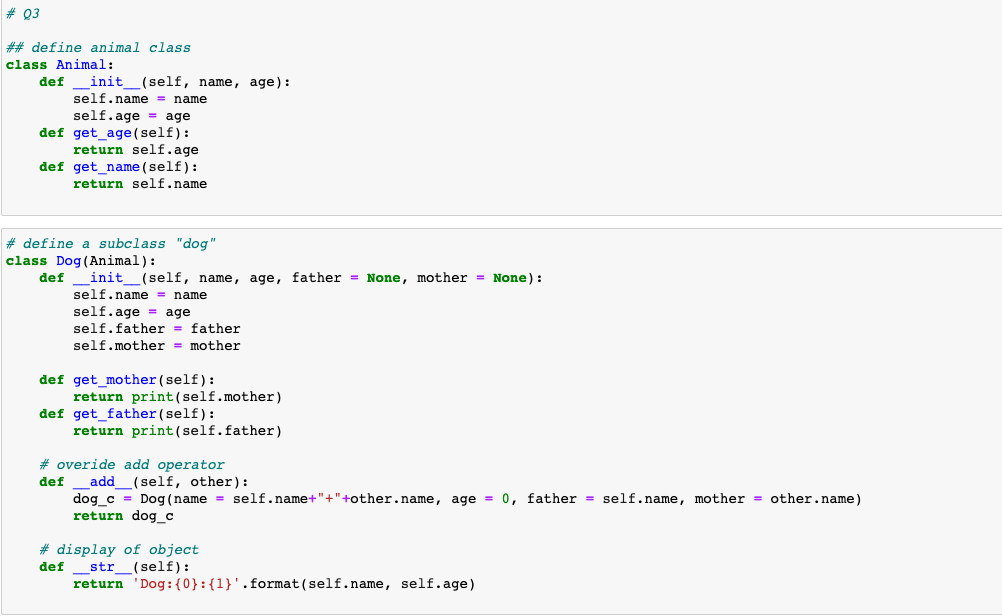 # Q3
## define animal class
class Animal:
    def __init__(self, name, age):
        self.name = name
        self.age = age
    def get_age(self):
        return self.age
    def get_name(self):
        return self.name
# define a subclass "dog"
class Dog(Animal):
    def __init__(self, name, age, father = None, mother = None):
        self.name = name
        self.age = age
        self.father = father
        self.mother = mother
    def get_mother(self):
        return print(self.mother)
    def get_father(self):
        return print(self.father)
    # overide add operator
    def __add__(self, other):
        dog_c = Dog(name = self.name+"+"+other.name, age = 0, father = self.name, mother = other.name)
        return dog_c
    # display of object
    def __str__(self):
        return 'Dog:{0}:{1}'.format(self.name, self.age)